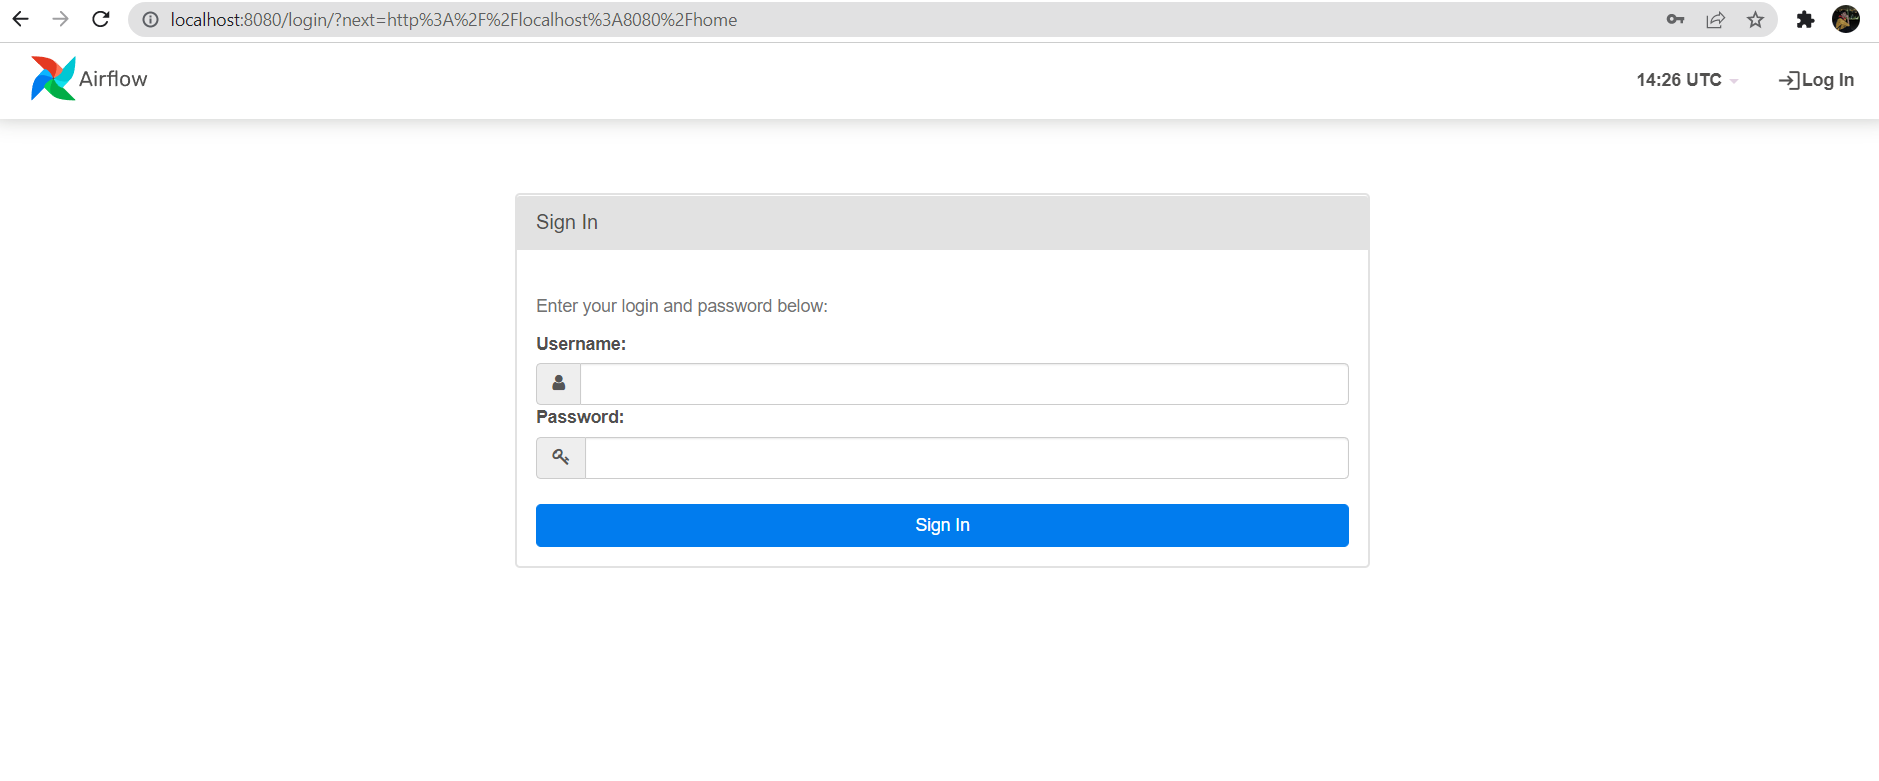 localhost:8080/login/?next=http%3A%2F%2Flocalhost%3A8080%2Fhome
Airflow
14:26 UTC
Log In
Sign In
Enter your login and password below:
Username:
Password:
Sign In